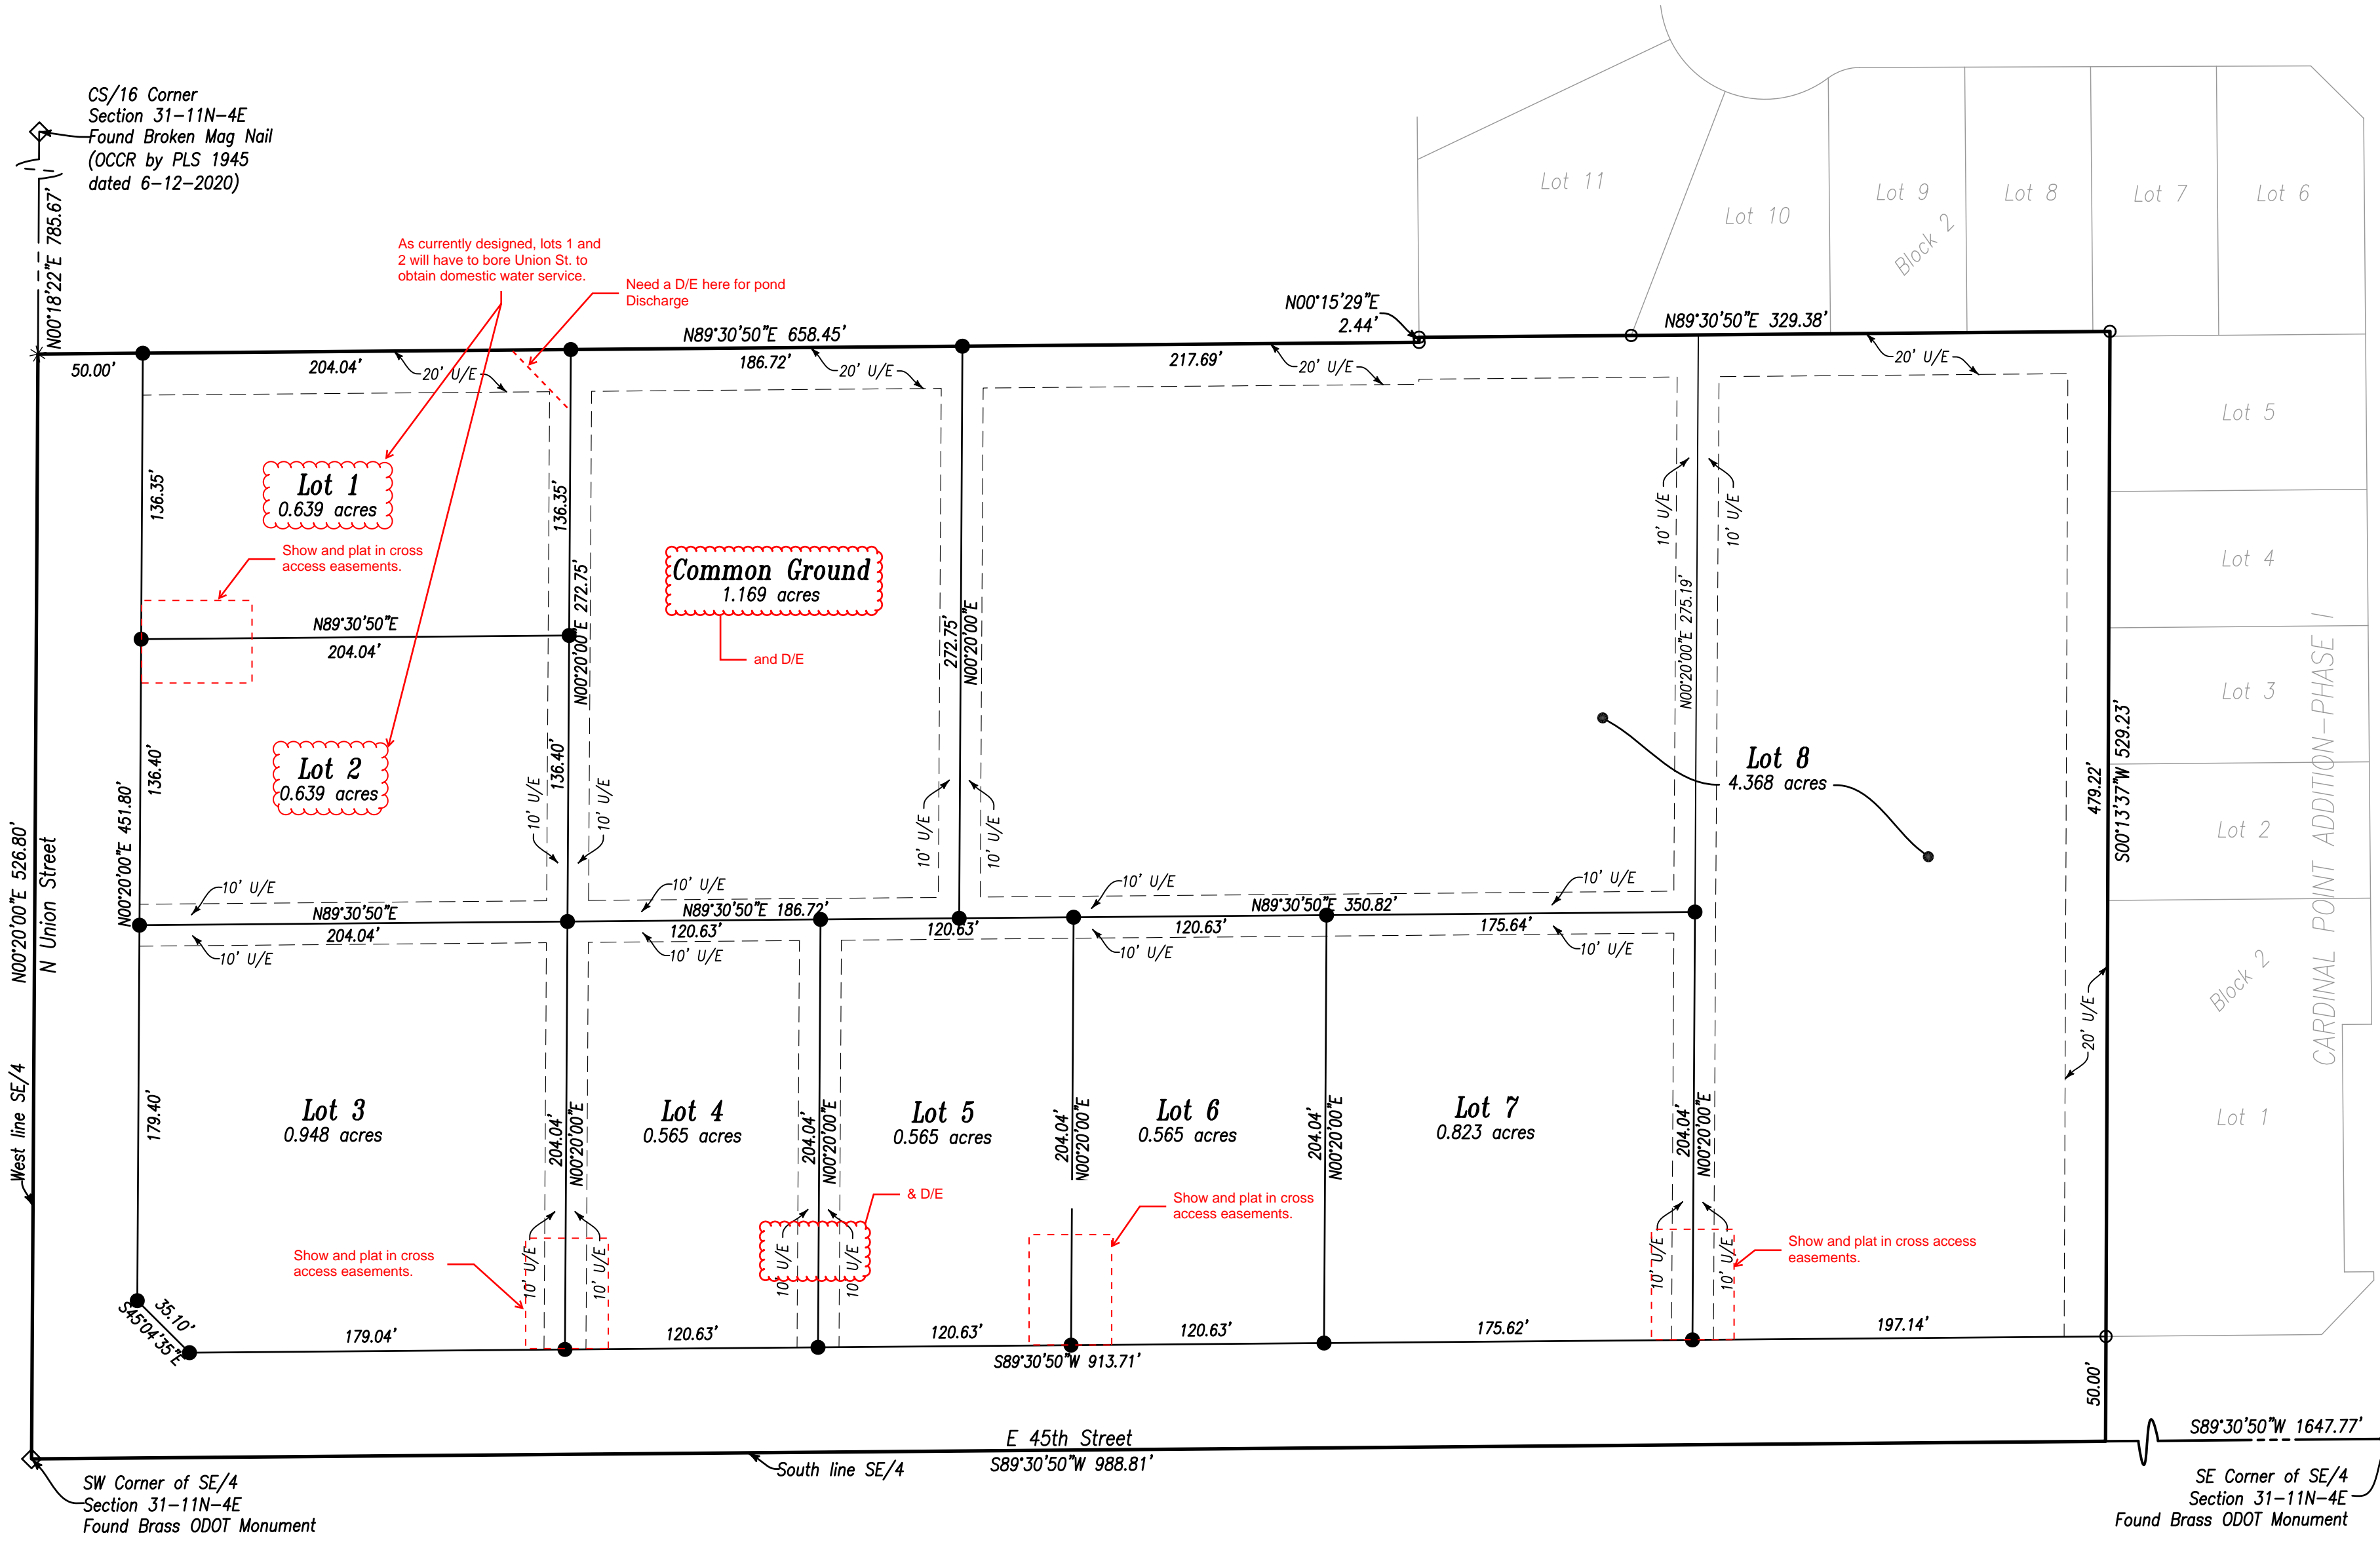 CS/16 Corner
Section 31-11N-4E
Found Broken Mag Nail
(OCCR by PLS 1945
dated 6-12-2020)
N00°18'22"E 785.67'
As currently designed, lots 1 and
2 will have to bore Union St. to
obtain domestic water service.
Need a D/E here for pond
Discharge
Lot 11
Lot 10
Lot 9
Lot 8
Lot 7
Lot 6
Block 2
N00°15'29"E
2.44'
N89°30'50"E 658.45'
N89°30'50"E 329.38'
50.00'
204.04'
20' U/E
186.72'
20' U/E
217.69'
20' U/E
20' U/E
Lot 5
136.35'
Lot 1
0.639 acres
136.35'
10' U/E
10' U/E
Show and plat in cross
access easements.
Common Ground
1.169 acres
and D/E
Lot 4
N89°30'50"E
204.04'
N00°20'00"E 272.75'
272.75'
N00°20'00"E
N00°20'00"E 275.19'
Lot 3
136.40'
Lot 2
0.639 acres
136.40'
10' U/E
10' U/E
10' U/E
10' U/E
Lot 8
4.368 acres
479.22'
S00°13'37"W 529.23'
Lot 2
CARDINAL POINT ADDITION-PHASE I
N00°20'00"E 526.80'
N Union Street
N00°20'00"E 451.80'
10' U/E
10' U/E
10' U/E
10' U/E
N89°30'50"E
204.04'
N89°30'50"E 186.72'
120.63'
120.63'
N89°30'50"E 350.82'
120.63'
175.64'
10' U/E
10' U/E
10' U/E
10' U/E
Block 2
20' U/E
West line SE/4
179.40'
Lot 3
0.948 acres
204.04'
N00°20'00"E
Lot 4
0.565 acres
204.04'
N00°20'00"E
Lot 5
0.565 acres
204.04'
N00°20'00"E
Lot 6
0.565 acres
204.04'
N00°20'00"E
Lot 7
0.823 acres
204.04'
N00°20'00"E
Lot 1
& D/E
Show and plat in cross
access easements.
Show and plat in cross
access easements.
Show and plat in cross access
easements.
10' U/E
10' U/E
10' U/E
10' U/E
10' U/E
10' U/E
35.10'
S45°04'35"E
179.04'
120.63'
120.63'
120.63'
175.62'
197.14'
S89°30'50"W 913.71'
50.00'
E 45th Street
S89°30'50"W 988.81'
South line SE/4
S89°30'50"W 1647.77'
SW Corner of SE/4
Section 31-11N-4E
Found Brass ODOT Monument
SE Corner of SE/4
Section 31-11N-4E
Found Brass ODOT Monument